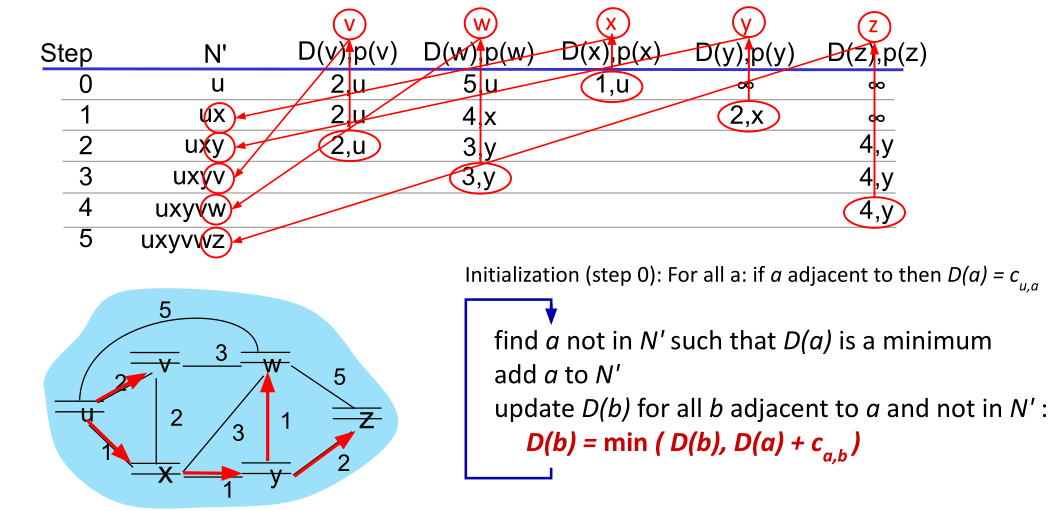 v w x y z
Step N' D(v),p(v) D(w),p(w) D(x),p(x) D(y),p(y) D(z),p(z)
0 u 2,u 5,u 1,u ∞ ∞
1 ux 2,u 4,x 2,x ∞
2 uxy 2,u 3,y 4,y
3 uxyv 3,y 4,y
4 uxyvw 4,y
5 uxyvwz
Initialization (step 0): For all a: if a adjacent to then D(a) = cu,a
find a not in N' such that D(a) is a minimum
add a to N'
update D(b) for all b adjacent to a and not in N' :
D(b) = min ( D(b), D(a) + ca,b )
5
v 3 w
2 5
u 2 3 1 z
1 2
x 1 y